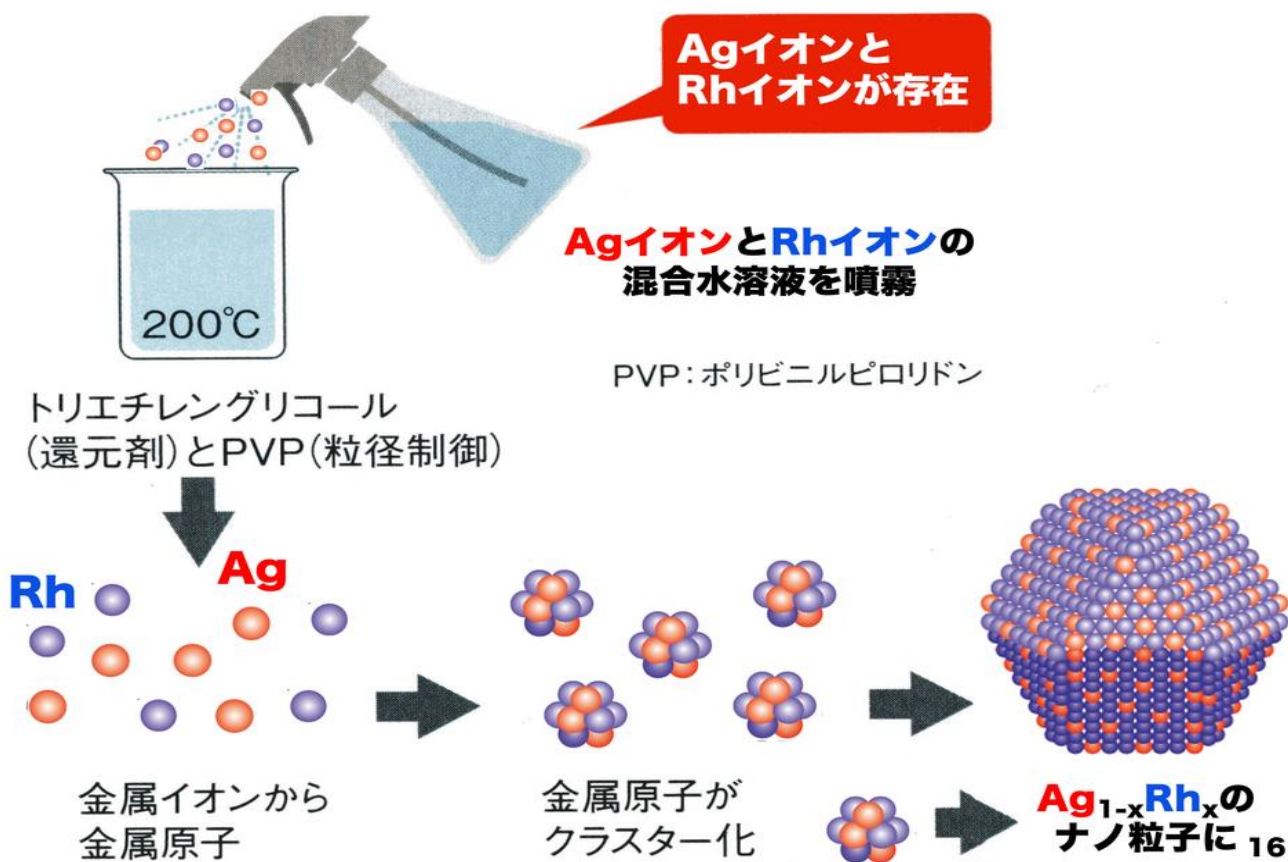 Agイオンと
Rhイオンが存在
AgイオンとRhイオンの
混合水溶液を噴霧
200℃
PVP：ポリビニルピロリドン
トリエチレングリコール
(還元剤)とPVP(粒径制御)
Rh
Ag
金属イオンから
金属原子
金属原子が
クラスター化
Ag1-xRhxの
ナノ粒子に
16